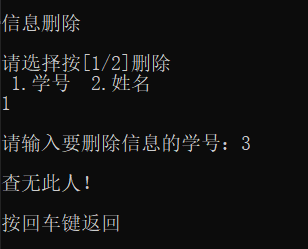 信息删除
请选择按[1/2]删除
1.学号  2.姓名
1
请输入要删除信息的学号：3
查无此人！
按回车键返回